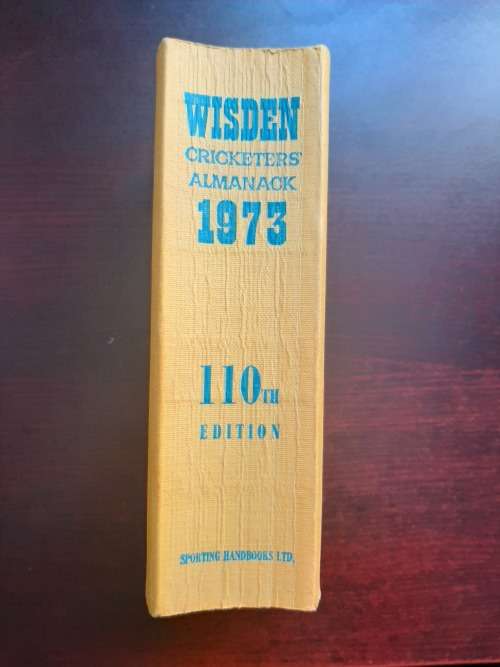 WISDEN
CRICKETERS'
ALMANACK
1973
110TH
EDITION
SPORTING HANDBOOKS LTD.